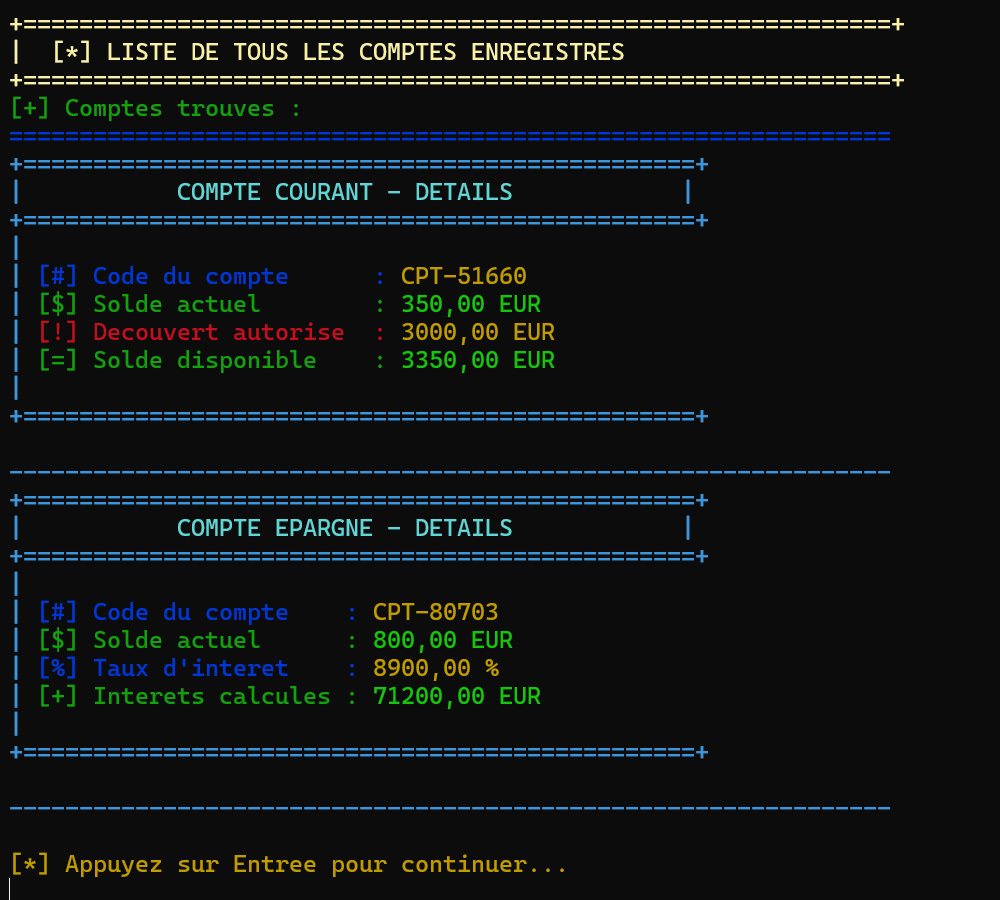 +==============================================================+
|  [*] LISTE DE TOUS LES COMPTES ENREGISTRES
+==============================================================+
[+] Comptes trouves :
===============================================================
+================================================+
|           COMPTE COURANT - DETAILS            |
+================================================+
|
| [#] Code du compte      : CPT-51660
| [$] Solde actuel        : 350,00 EUR
| [!] Decouvert autorise  : 3000,00 EUR
| [=] Solde disponible    : 3350,00 EUR
|
+================================================+
---------------------------------------------------------------
+================================================+
|           COMPTE EPARGNE - DETAILS            |
+================================================+
|
| [#] Code du compte    : CPT-80703
| [$] Solde actuel      : 800,00 EUR
| [%] Taux d'interet    : 8900,00 %
| [+] Interets calcules : 71200,00 EUR
|
+================================================+
---------------------------------------------------------------
[*] Appuyez sur Entree pour continuer...